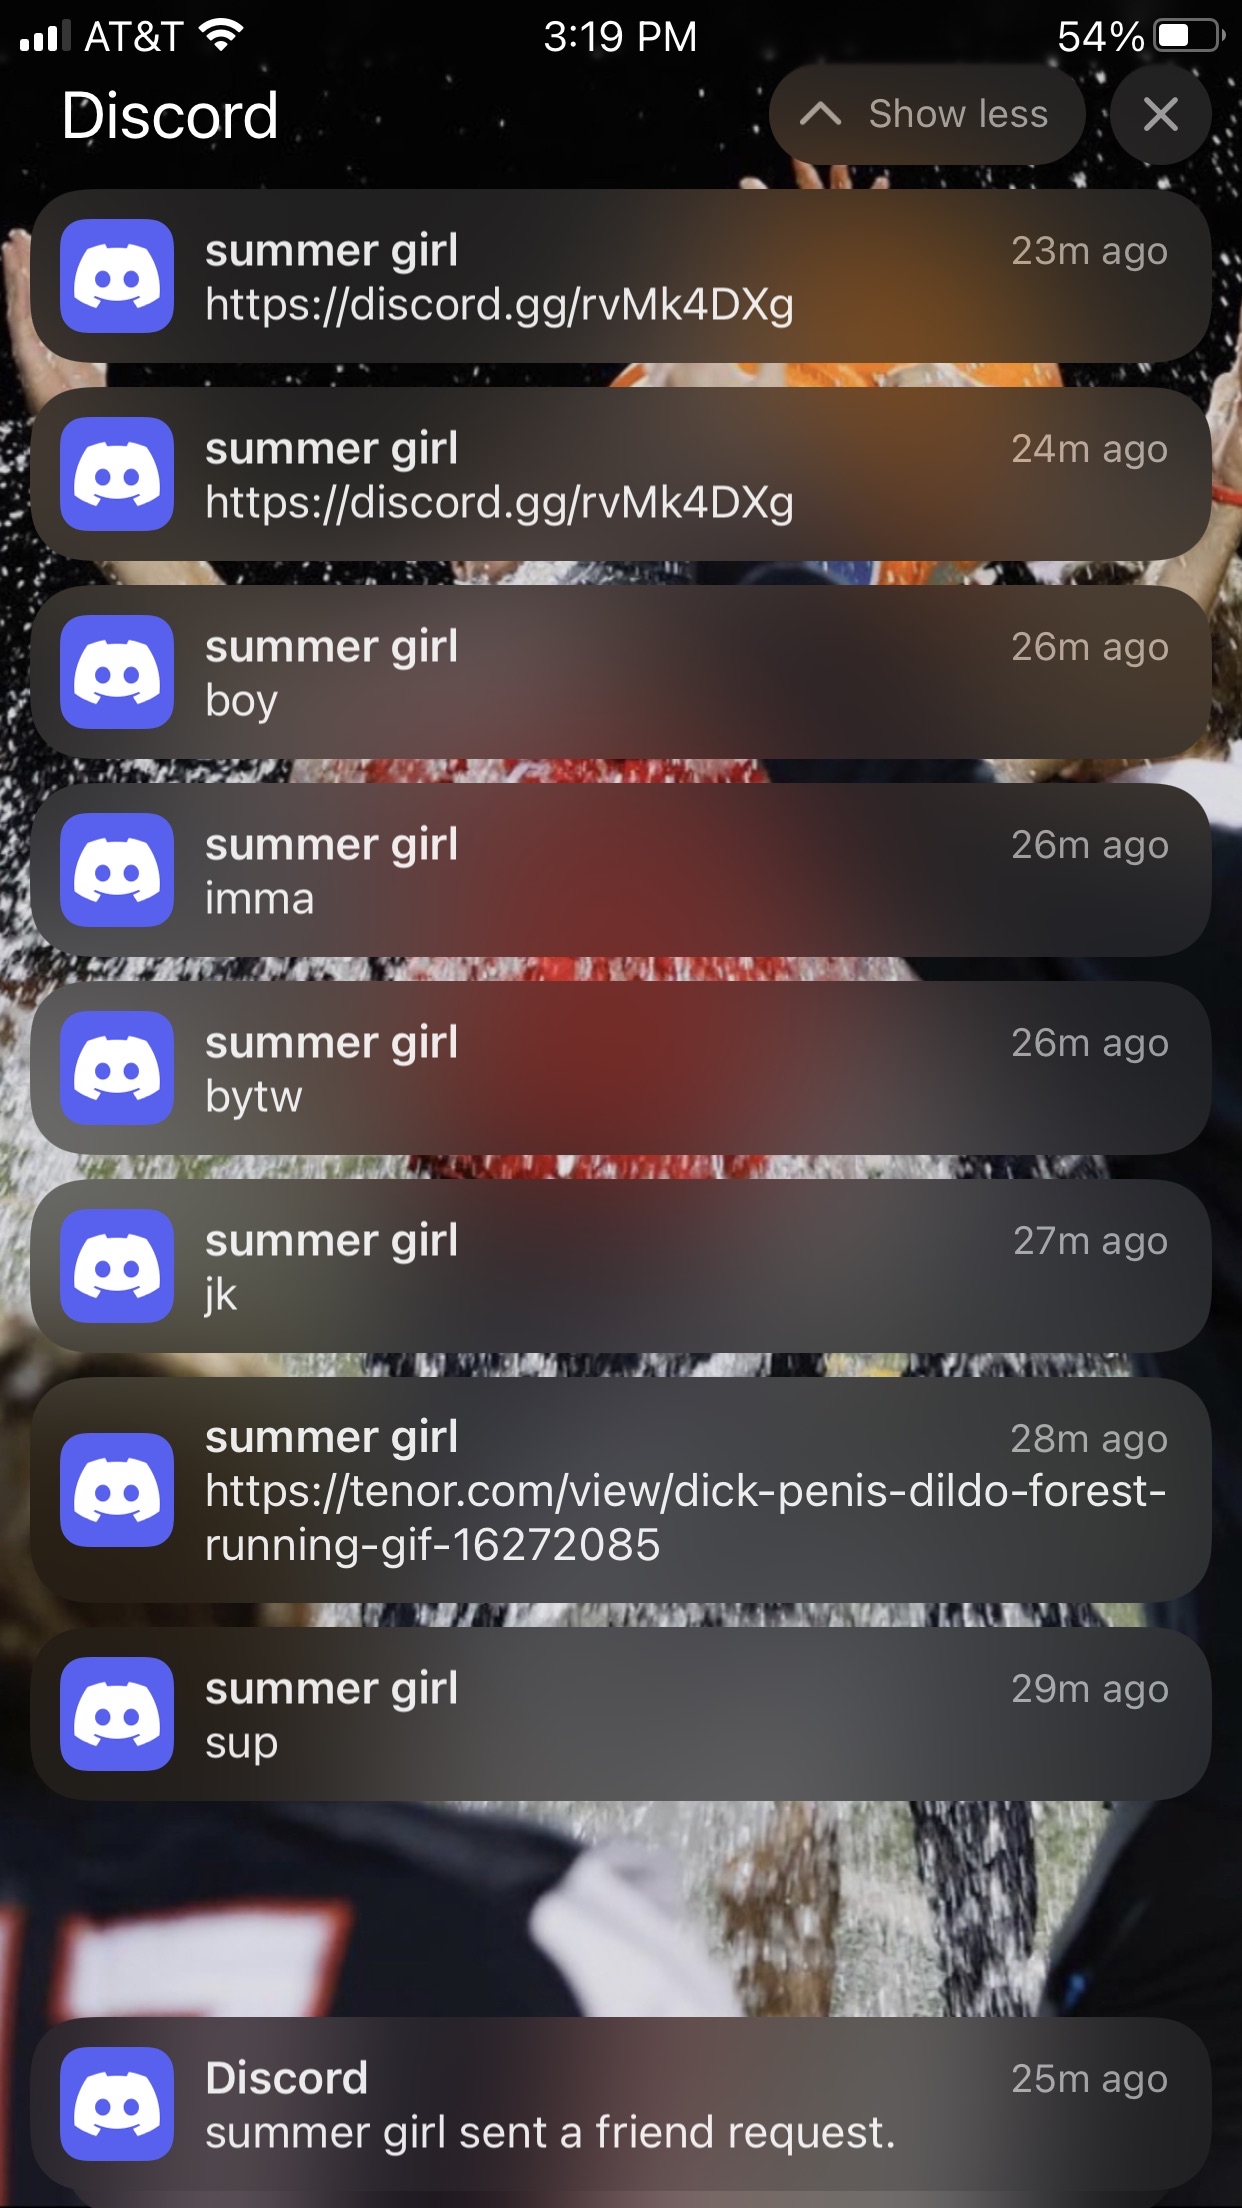 AT&T 3:19 PM 54%
Discord Show less
summer girl 23m ago
https://discord.gg/rvMk4DXg
summer girl 24m ago
https://discord.gg/rvMk4DXg
summer girl 26m ago
boy
summer girl 26m ago
imma
summer girl 26m ago
bytw
summer girl 27m ago
jk
summer girl 28m ago
https://tenor.com/view/dick-penis-dildo-forest-
running-gif-16272085
summer girl 29m ago
sup
Discord 25m ago
summer girl sent a friend request.